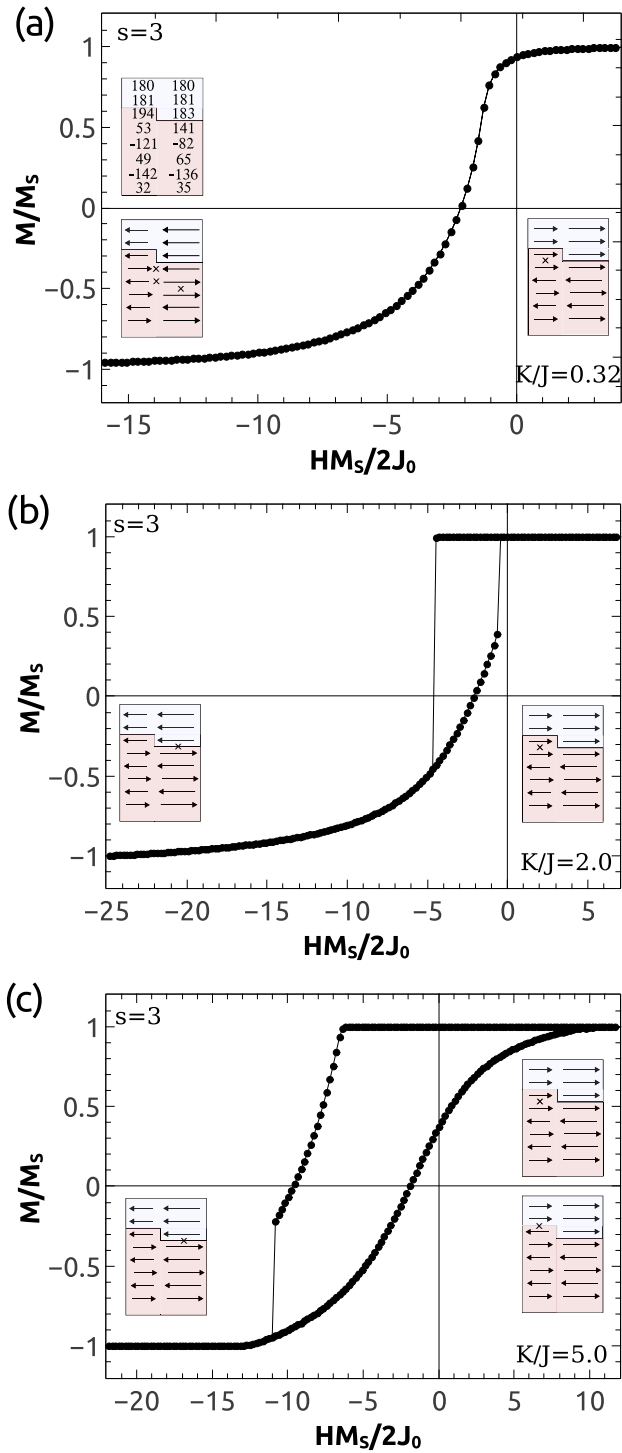 (a)
s=3
1
180 180
181 181
194 183
0.5
53 141
-121 -82
49 65
-142 -136
32 35
M/Ms
0
× × × ×
−0.5
−1
K/J=0.32
−15 −10 −5 0
HMs/2J0
(b)
s=3
1
0.5
M/Ms
0
× ×
−0.5
−1
K/J=2.0
−25 −20 −15 −10 −5 0 5
HMs/2J0
(c)
s=3
1
0.5
×
M/Ms
0
× ×
−0.5
−1
K/J=5.0
−20 −15 −10 −5 0 5 10
HMs/2J0